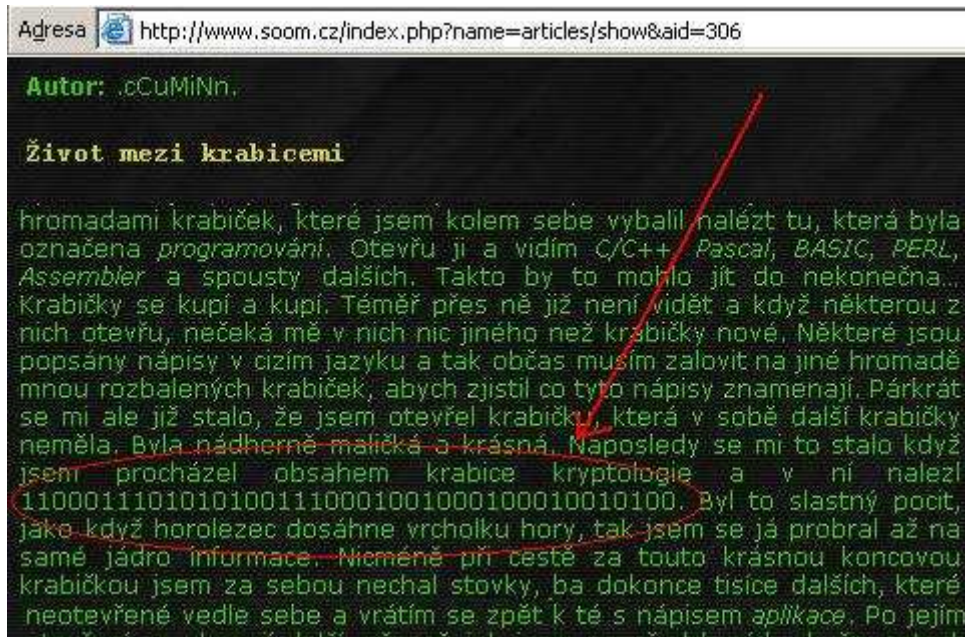 Adresa http://www.soom.cz/index.php?name=articles/show&aid=306
Autor: .cCuMiNn.
Život mezi krabicemi
hromadami krabiček, které jsem kolem sebe vybalil nalézt tu, která byla
označena programování. Otevřu ji a vidím C/C++, Pascal, BASIC, PERL,
Assembler a spousty dalších. Takto by to mohlo jít do nekonečna...
Krabičky se kupí a kupí. Téměř přes ně již není vidět a když některou z
nich otevřu, nečeká mě v nich nic jiného než krabičky nové. Některé jsou
popsány nápisy v cizím jazyku a tak občas musím zalovit na jiné hromadě
mnou rozbalených krabiček, abych zjistil co tyto nápisy znamenají. Párkrát
se mi ale již stalo, že jsem otevřel krabičku, která v sobě další krabičky
neměla. Byla nádherně maličká a krásná. Naposledy se mi to stalo když
jsem procházel obsahem krabice kryptologie a v ní nalezl
1100011101010100111000100100010001001010​0. Byl to slastný pocit,
jako když horolezec dosáhne vrcholku hory, tak jsem se já probral až na
samé jádro informace. Nicméně při cestě za touto krásnou koncovou
krabičkou jsem za sebou nechal stovky, ba dokonce tisíce dalších, které
neotevřené vedle sebe a vrátím se zpět k té s nápisem aplikace. Po jejím